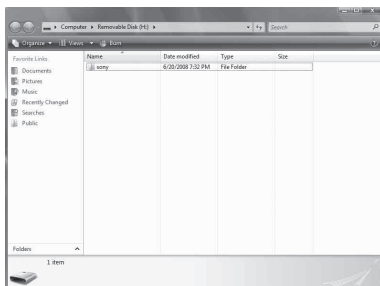 Computer ▸ Removable Disk (H:) ▸ Search
Organize Views Burn
Favorite Links
Documents
Pictures
Music
Recently Changed
Searches
Public
Folders
Name Date modified Type Size
sony 6/20/2008 7:32 PM File Folder
1 item